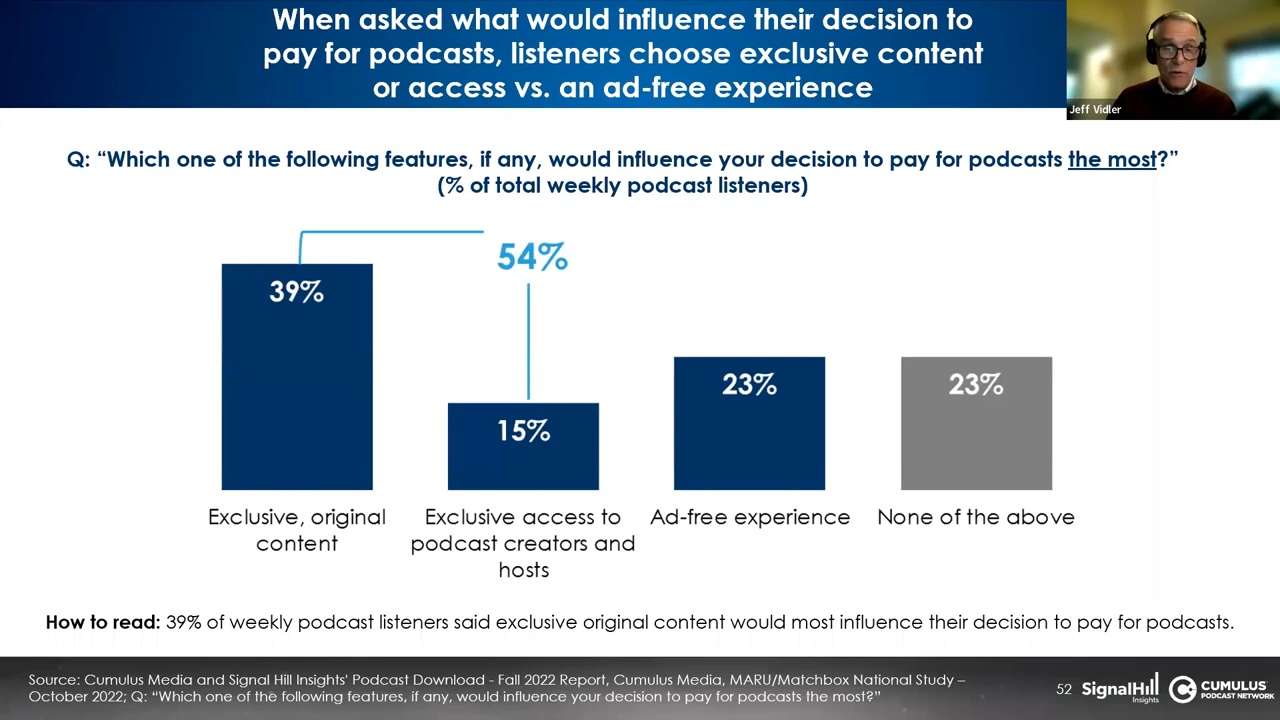 When asked what would influence their decision to
pay for podcasts, listeners choose exclusive content
or access vs. an ad-free experience
Jeff Vidler
Q: “Which one of the following features, if any, would influence your decision to pay for podcasts the most?”
(% of total weekly podcast listeners)
54%
39%
15%
23%
23%
Exclusive, original
content
Exclusive access to
podcast creators and
hosts
Ad-free experience
None of the above
How to read: 39% of weekly podcast listeners said exclusive original content would most influence their decision to pay for podcasts.
Source: Cumulus Media and Signal Hill Insights' Podcast Download - Fall 2022 Report, Cumulus Media, MARU/Matchbox National Study –
October 2022; Q: “Which one of the following features, if any, would influence your decision to pay for podcasts the most?”
52
SignalHill
Insights
CUMULUS
PODCAST NETWORK